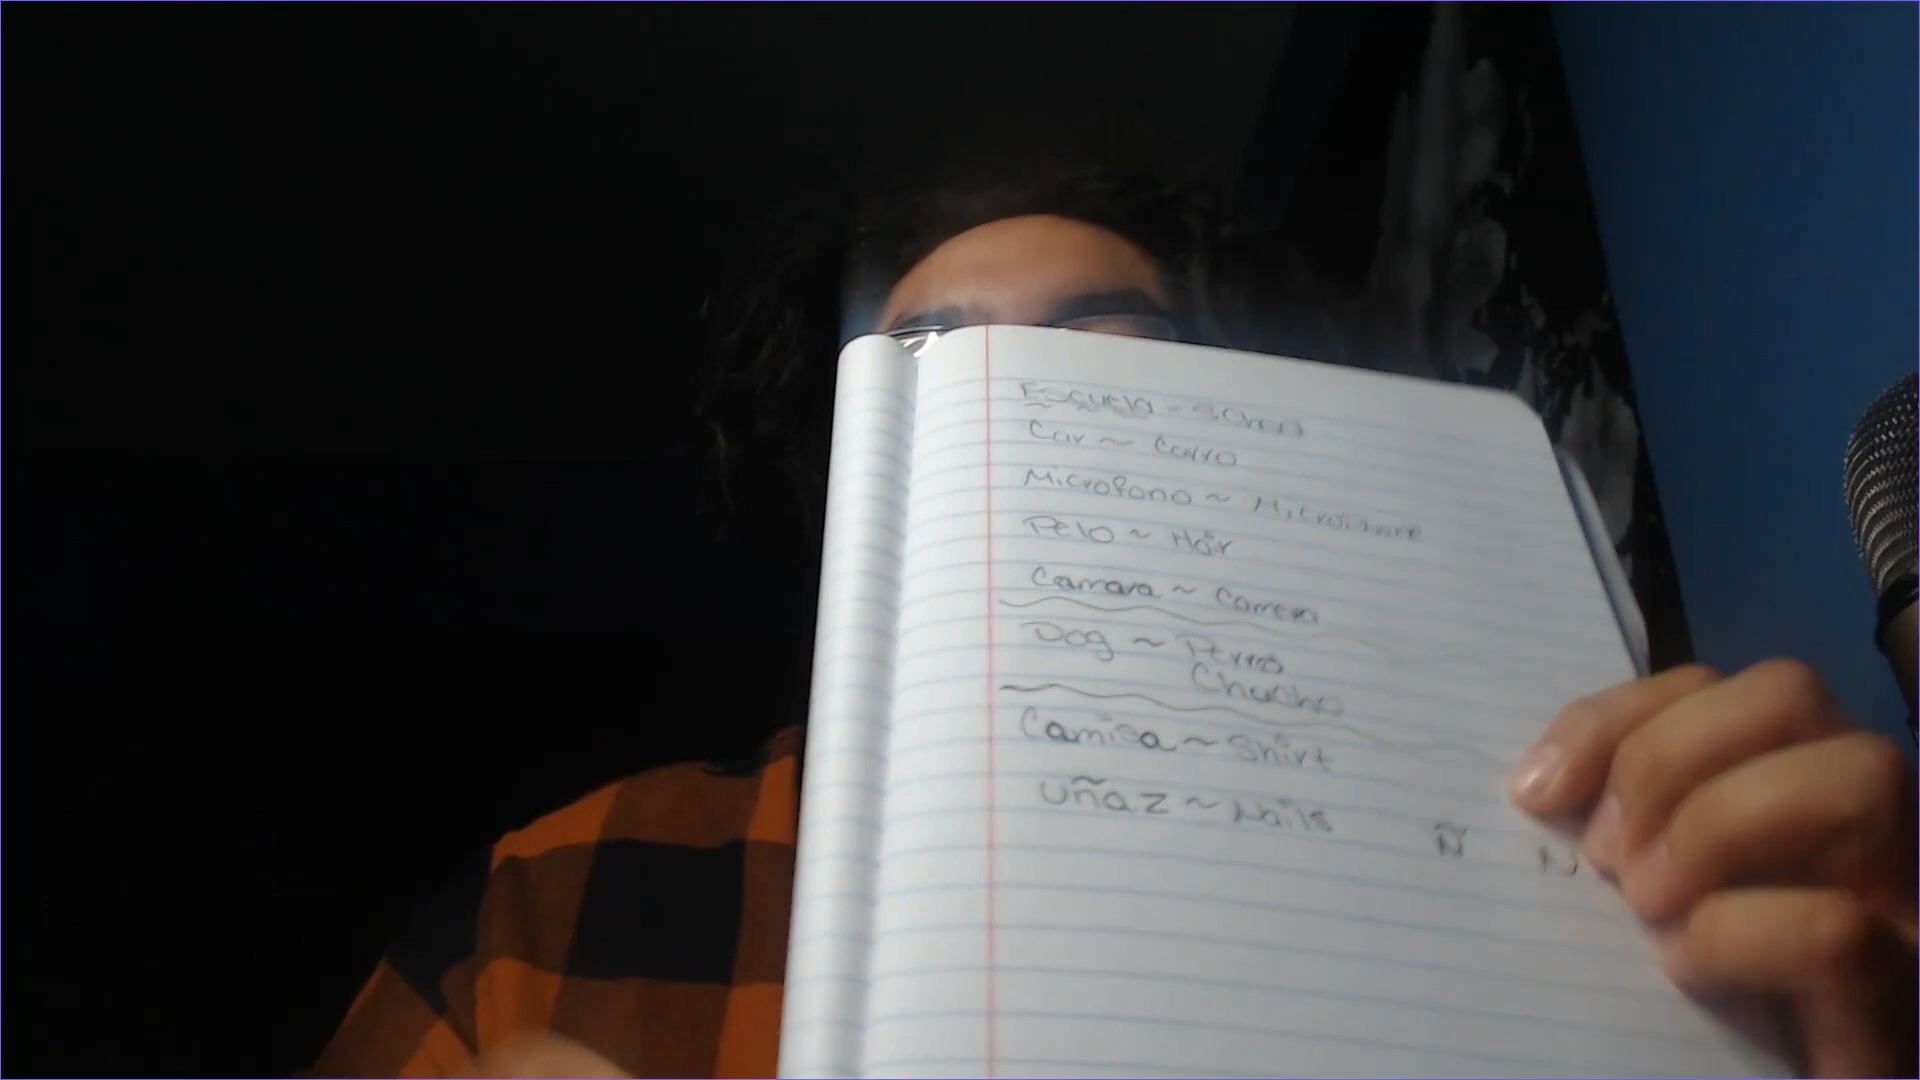 Escuela - School
Car ~ Carro
Microfono ~ Microphone
Pelo ~ Hair
Camara ~ Camera
Dog ~ Perro
Chucho
Camisa ~ Shirt
uñaz ~ Nails
Ñ N